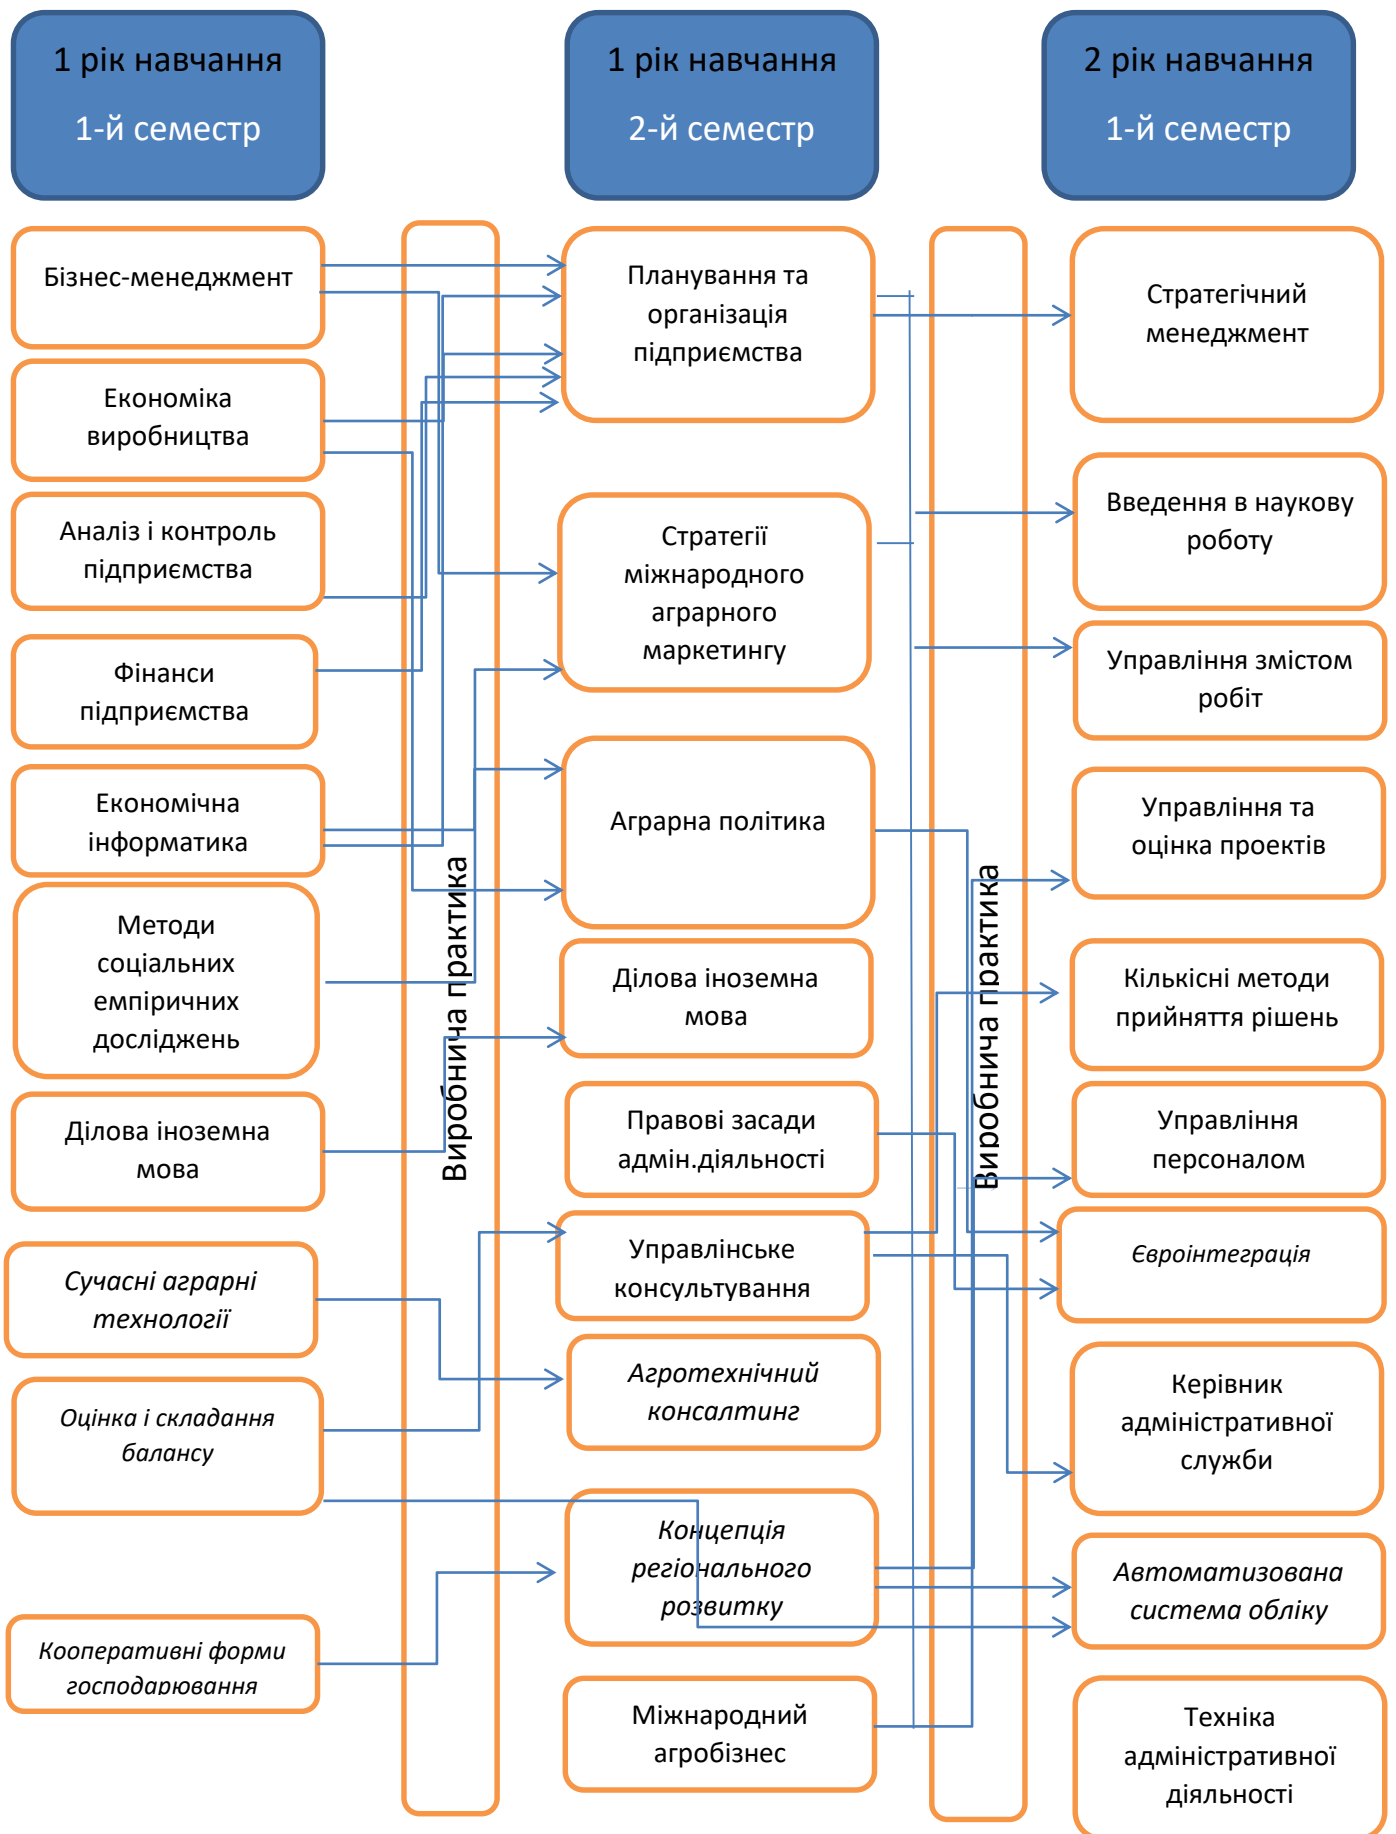 1 рік навчання
1-й семестр
1 рік навчання
2-й семестр
2 рік навчання
1-й семестр
Бізнес-менеджмент
Економіка
виробництва
Аналіз і контроль
підприємства
Фінанси
підприємства
Економічна
інформатика
Методи
соціальних
емпіричних
досліджень
Ділова іноземна
мова
Сучасні аграрні
технології
Оцінка і складання
балансу
Кооперативні форми
господарювання
Виробнича практика
Планування та
організація
підприємства
Стратегії
міжнародного
аграрного
маркетингу
Аграрна політика
Ділова іноземна
мова
Правові засади
адмін.діяльності
Управлінське
консультування
Агротехнічний
консалтинг
Концепція
регіонального
розвитку
Міжнародний
агробізнес
Виробнича практика
Стратегічний
менеджмент
Введення в наукову
роботу
Управління змістом
робіт
Управління та
оцінка проектів
Кількісні методи
прийняття рішень
Управління
персоналом
Євроінтеграція
Керівник
адміністративної
служби
Автоматизована
система обліку
Техніка
адміністративної
діяльності